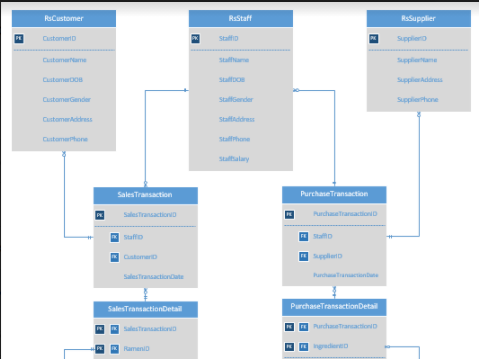 RsCustomer
PK CustomerID
CustomerName
CustomerDOB
CustomerGender
CustomerAddress
CustomerPhone
RsStaff
PK StaffID
StaffName
StaffDOB
StaffGender
StaffAddress
StaffPhone
StaffSalary
RsSupplier
PK SupplierID
SupplierName
SupplierAddress
SupplierPhone
SalesTransaction
PK SalesTransactionID
FK StaffID
FK CustomerID
SalesTransactionDate
PurchaseTransaction
PK PurchaseTransactionID
FK StaffID
FK SupplierID
PurchaseTransactionDate
SalesTransactionDetail
PK FK SalesTransactionID
PK FK RamenID
PurchaseTransactionDetail
PK FK PurchaseTransactionID
PK FK IngredientID